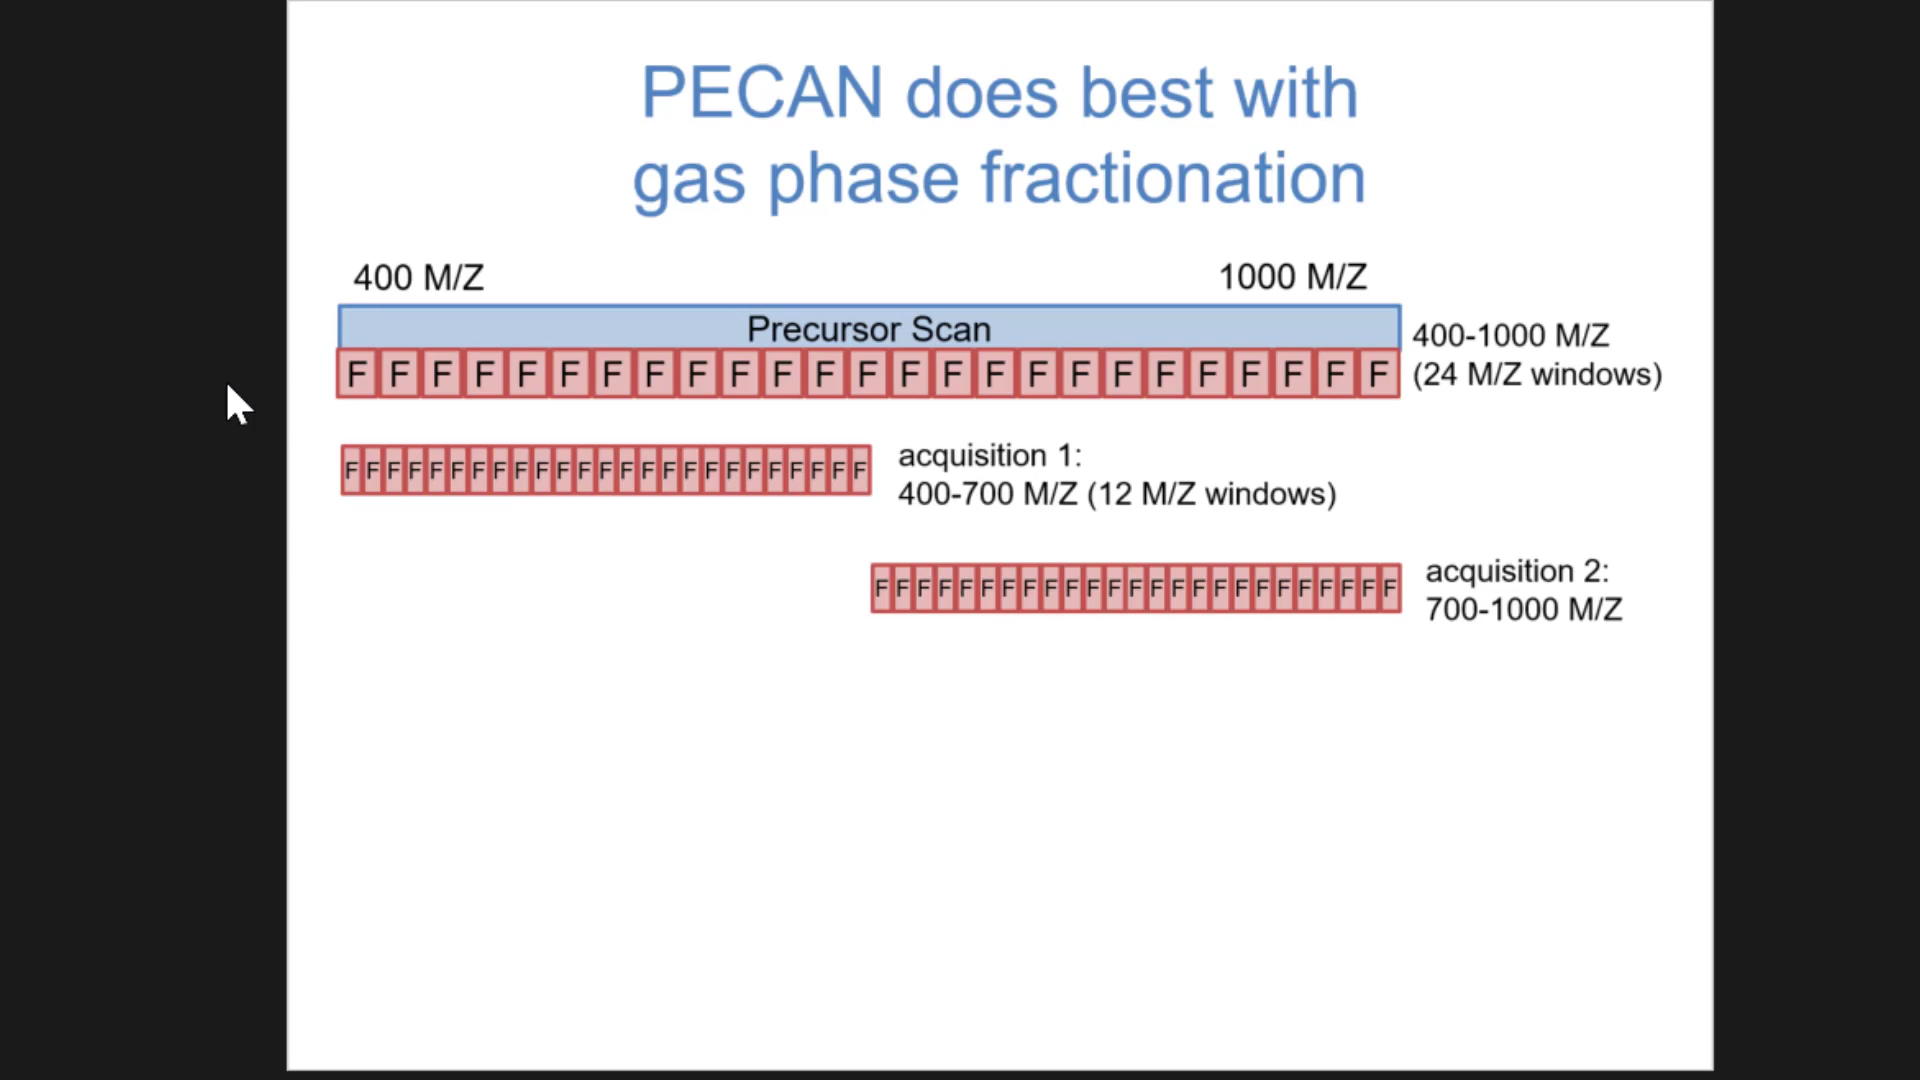 PECAN does best with
gas phase fractionation
400 M/Z 1000 M/Z
Precursor Scan
400-1000 M/Z
F F F F F F F F F F F F F F F F F F F F F F F F F (24 M/Z windows)
F F F F F F F F F F F F F F F F F F F F F F F F F
acquisition 1:
400-700 M/Z (12 M/Z windows)
F F F F F F F F F F F F F F F F F F F F F F F F F
acquisition 2:
700-1000 M/Z